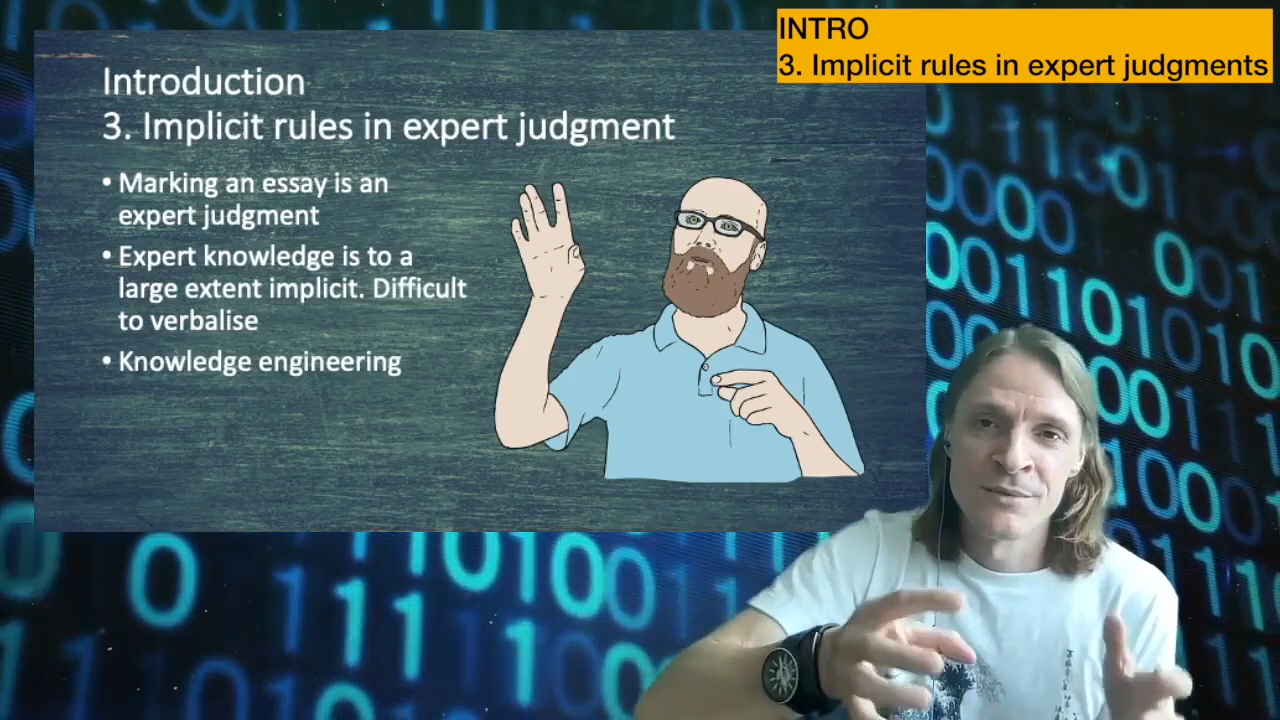 INTRO
3. Implicit rules in expert judgments
Introduction
3. Implicit rules in expert judgment
• Marking an essay is an
expert judgment
• Expert knowledge is to a
large extent implicit. Difficult
to verbalise
• Knowledge engineering